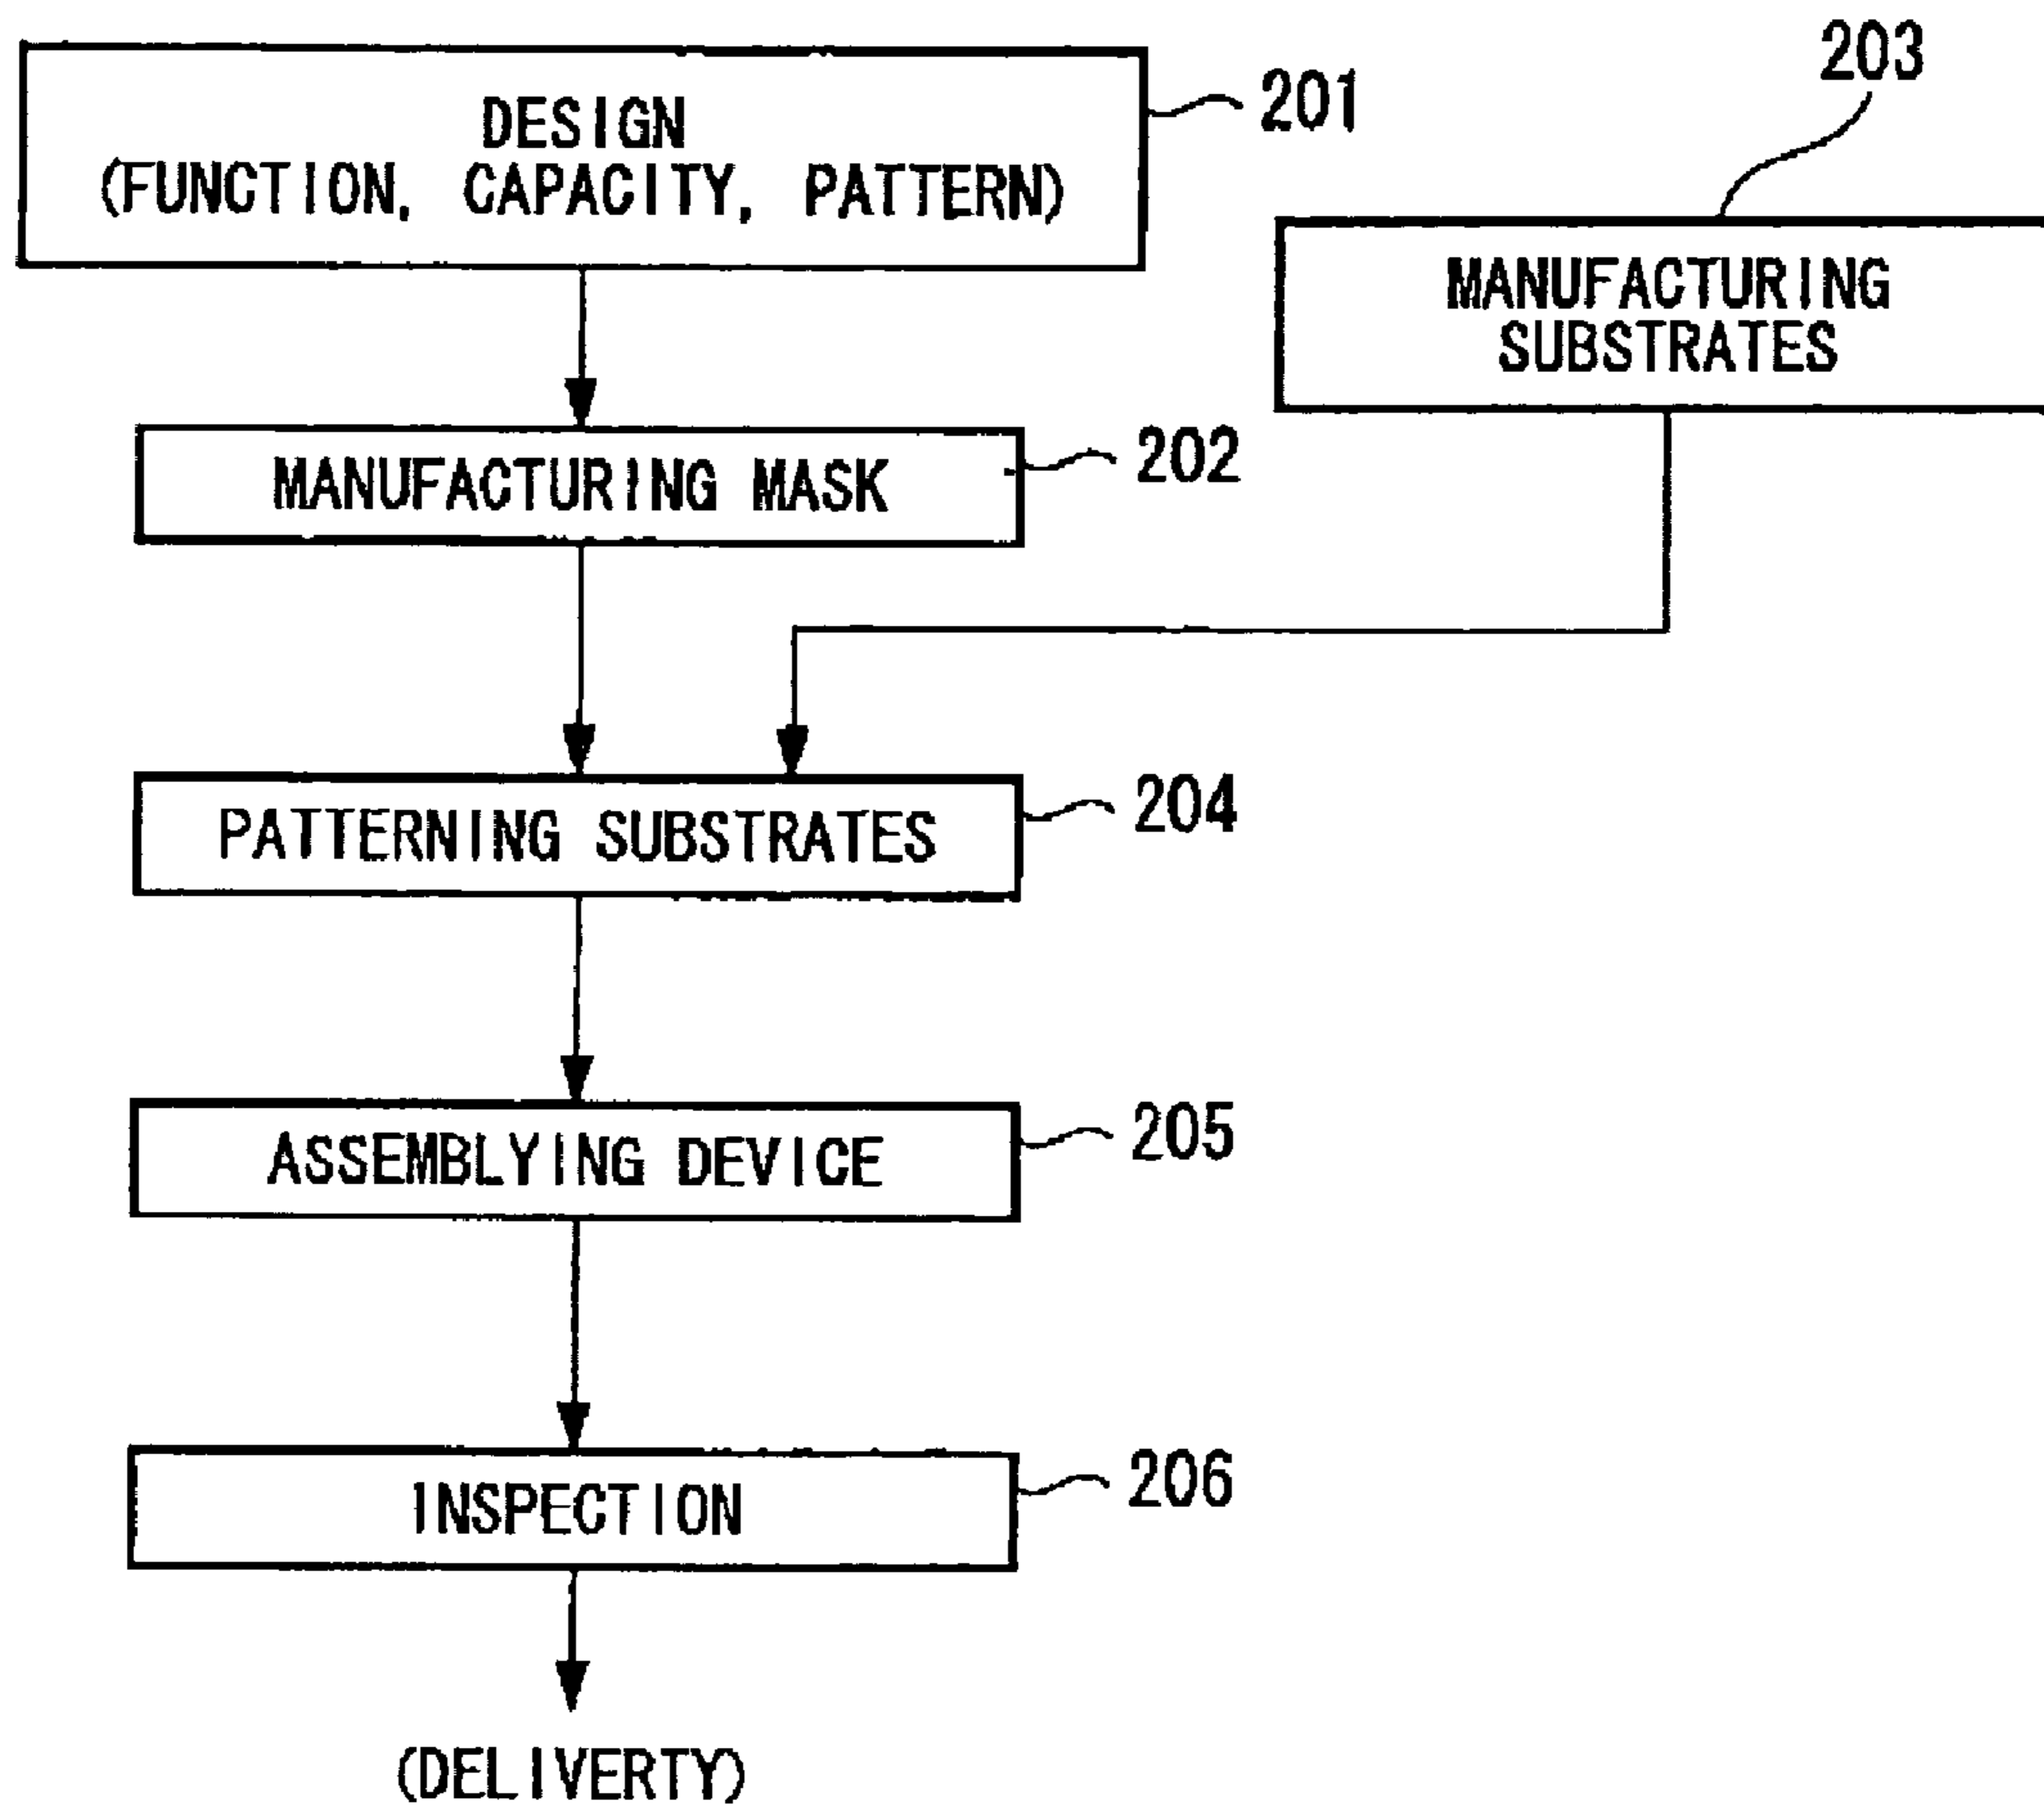 DESIGN
(FUNCTION, CAPACITY, PATTERN)
201
203
MANUFACTURING
SUBSTRATES
MANUFACTURING MASK
202
PATTERNING SUBSTRATES
204
ASSEMBLYING DEVICE
205
INSPECTION
206
(DELIVERTY)